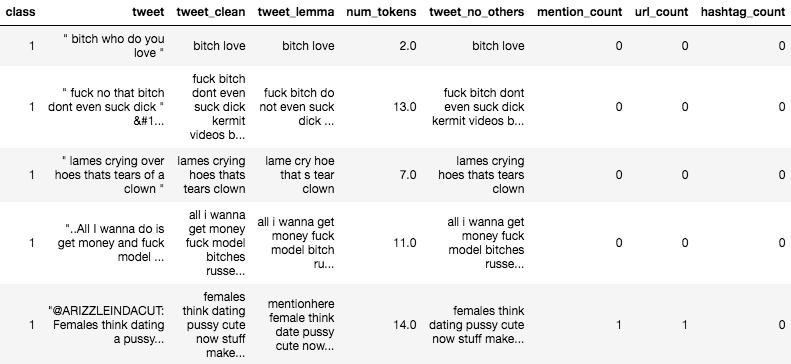 class tweet tweet_clean tweet_lemma num_tokens tweet_no_others mention_count url_count hashtag_count
1 " bitch who do you love " bitch love bitch love 2.0 bitch love 0 0 0
1 " fuck no that bitch dont even suck dick " &#1... fuck bitch dont even suck dick kermit videos b... fuck bitch do not even suck dick ... 13.0 fuck bitch dont even suck dick kermit videos b... 0 0 0
1 " lames crying over hoes thats tears of a clown " lames crying hoes thats tears clown lame cry hoe that s tear clown 7.0 lames crying hoes thats tears clown 0 0 0
1 "..All I wanna do is get money and fuck model ... all i wanna get money fuck model bitches russe... all i wanna get money fuck model bitch ru... 11.0 all i wanna get money fuck model bitches russe... 0 0 0
1 "@ARIZZLEINDACUT: Females think dating a pussy... females think dating pussy cute now stuff make... mentionhere female think date pussy cute now... 14.0 females think dating pussy cute now stuff make... 1 1 0